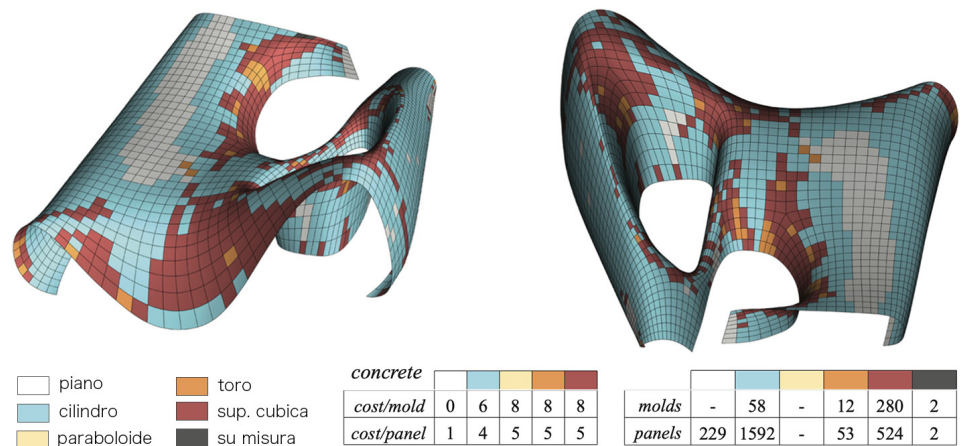 piano
cilindro
paraboloide
toro
sup. cubica
su misura
concrete
cost/mold 0 6 8 8 8
cost/panel 1 4 5 5 5
molds - 58 - 12 280 2
panels 229 1592 - 53 524 2